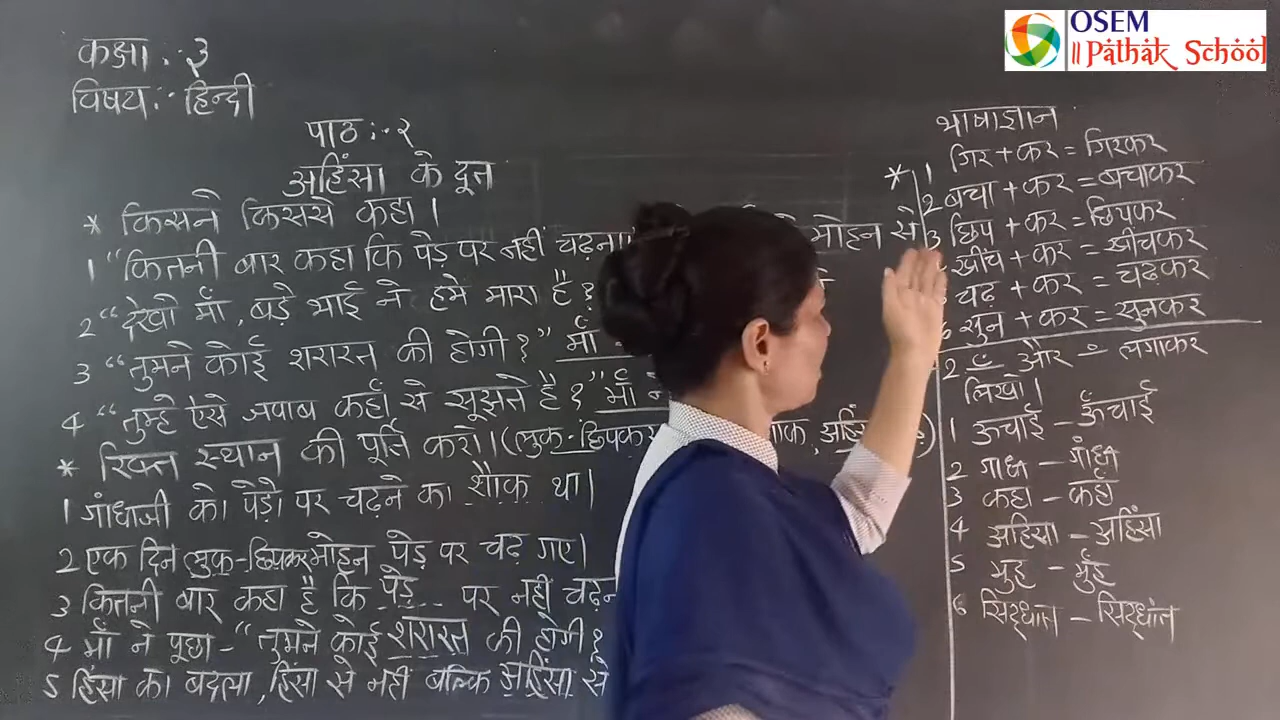 OSEM
॥ Pathak School
कक्षा :- ३
विषय :- हिन्दी
पाठ :- २
अहिंसा के दूत
* किसने किससे कहा ।
1 "कितनी बार कहा कि पेड़ पर नहीं चढ़ना मोहन से
2 "देखो माँ, बड़े भाई ने हमे मारा है?
3 "तुमने कोई शरारत की होगी?" माँ
4 "तुम्हे ऐसे जवाब कहाँ से सूझते है?" माँ ने
* रिक्त स्थान की पूर्ति करो। (लुक-छिपकर अहिं
1 गांधाजी को पेड़ो पर चढ़ने का शौक था।
2 एक दिन लुक-छिपकर मोहन पेड़ पर चढ़ गए।
3 कितनी बार कहा है कि पेड़ पर नहीं चढ़न
4 माँ ने पूछा - "तुमने कोई शरारत की होगी?
5 हिंसा का बदला, हिंसा से नहीं बल्कि अहिंसा से
भाषाज्ञान
* 1 गिर + कर = गिरकर
2 बचा + कर = बचाकर
3 छिप + कर = छिपकर
खींच + कर = खींचकर
चढ़ + कर = चढ़कर
6 सुन + कर = सुनकर
2 ँ और ं लगाकर
लिखो।
1 ऊचाई - ऊँचाई
2 गाधी - गांधी
3 कहा - कहाँ
4 अहिसा - अहिंसा
5 मुह - मुँह
6 सिद्धात - सिद्धांत